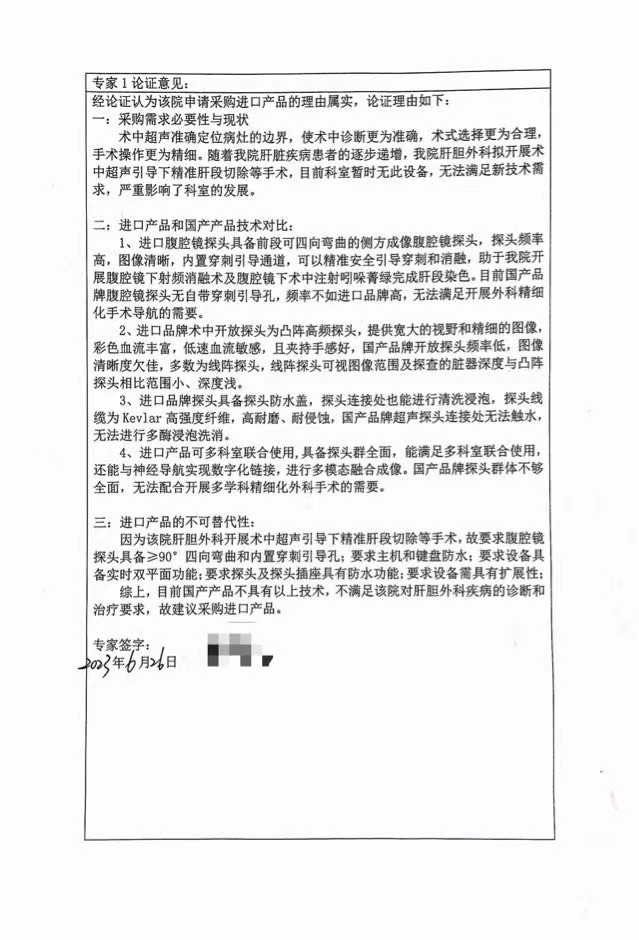 专家1论证意见：
经论证认为该院申请采购进口产品的理由属实，论证理由如下：
一：采购需求必要性与现状
术中超声准确定位病灶的边界，使术中诊断更为准确，术式选择更为合理，
手术操作更为精细。随着我院肝脏疾病患者的逐步递增，我院肝胆外科拟开展术
中超声引导下精准肝段切除等手术，目前科室暂时无此设备，无法满足新技术需
求，严重影响了科室的发展。
二：进口产品和国产产品技术对比：
1、进口腹腔镜探头具备前段可四向弯曲的侧方成像腹腔镜探头，探头频率
高，图像清晰，内置穿刺引导通道，可以精准安全引导穿刺和消融，助于我院开
展腹腔镜下射频消融术及腹腔镜下术中注射吲哚菁绿完成肝段染色。目前国产品
牌腹腔镜探头无自带穿刺引导孔，频率不如进口品牌高，无法满足开展外科精细
化手术导航的需要。
2、进口品牌术中开放探头为凸阵高频探头，提供宽大的视野和精细的图像，
彩色血流丰富，低速血流敏感，且夹持手感好，国产品牌开放探头频率低，图像
清晰度欠佳，多数为线阵探头，线阵探头可视图像范围及探查的脏器深度与凸阵
探头相比范围小、深度浅。
3、进口品牌探头具备探头防水盖，探头连接处也能进行清洗浸泡，探头线
缆为Kevlar高强度纤维，高耐磨、耐侵蚀，国产品牌超声探头连接处无法触水，
无法进行多酶浸泡洗消。
4、进口产品可多科室联合使用,具备探头群全面，能满足多科室联合使用，
还能与神经导航实现数字化链接，进行多模态融合成像。国产品牌探头群体不够
全面，无法配合开展多学科精细化外科手术的需要。
三：进口产品的不可替代性：
因为该院肝胆外科开展术中超声引导下精准肝段切除等手术，故要求腹腔镜
探头具备≥90°四向弯曲和内置穿刺引导孔；要求主机和键盘防水；要求设备具
备实时双平面功能；要求探头及探头插座具有防水功能；要求设备需具有扩展性；
综上，目前国产产品不具有以上技术，不满足该院对肝胆外科疾病的诊断和
治疗要求，故建议采购进口产品。
专家签字：
2023年6月26日